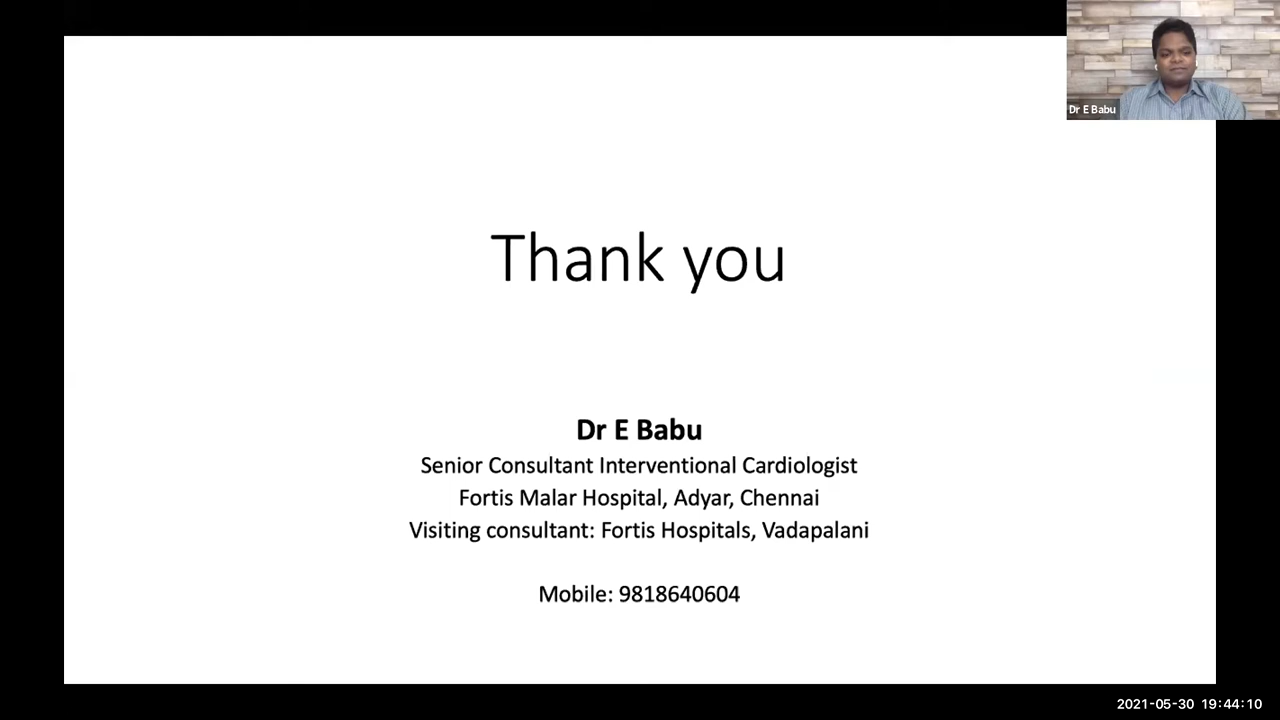 Dr E Babu
Thank you
Dr E Babu
Senior Consultant Interventional Cardiologist
Fortis Malar Hospital, Adyar, Chennai
Visiting consultant: Fortis Hospitals, Vadapalani
Mobile: 9818640604
2021-05-30 19:44:10